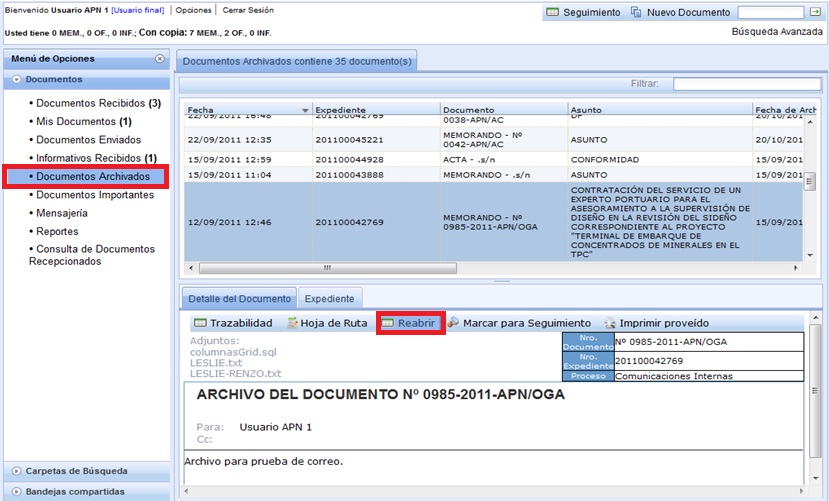 Bienvenido Usuario APN 1 [Usuario final] | Opciones | Cerrar Sesión
Seguimiento Nuevo Documento
Usted tiene 0 MEM., 0 OF., 0 INF.; Con copia: 7 MEM., 2 OF., 0 INF.
Búsqueda Avanzada
Menú de Opciones
Documentos
• Documentos Recibidos (3)
• Mis Documentos (1)
• Documentos Enviados
• Informativos Recibidos (1)
• Documentos Archivados
• Documentos Importantes
• Mensajería
• Reportes
• Consulta de Documentos
Recepcionados
Carpetas de Búsqueda
Bandejas compartidas
Documentos Archivados contiene 35 documento(s)
Filtrar:
Fecha Expediente Documento Asunto Fecha de Arch
22/09/2011 16:48 201100042769 0038-APN/AC DP 20/10/201
22/09/2011 12:35 201100045221 MEMORANDO - Nº ASUNTO 20/10/201
0042-APN/AC
15/09/2011 12:59 201100044928 ACTA - .s/n CONFORMIDAD 15/09/201
15/09/2011 11:04 201100043888 MEMORANDO - .s/n ASUNTO 15/09/201
12/09/2011 12:46 201100042769 MEMORANDO - Nº
0985-2011-APN/OGA
CONTRATACIÓN DEL SERVICIO DE UN
EXPERTO PORTUARIO PARA EL
ASESORAMIENTO A LA SUPERVISIÓN DE
DISEÑO EN LA REVISIÓN DEL SIDEÑO
CORRESPONDIENTE AL PROYECTO
"TERMINAL DE EMBARQUE DE
CONCENTRADOS DE MINERALES EN EL
TPC"
15/09/201
Detalle del Documento Expediente
Trazabilidad Hoja de Ruta Reabrir Marcar para Seguimiento Imprimir proveído
Adjuntos:
columnasGrid.sql
LESLIE.txt
LESLIE-RENZO.txt
Nro.
Documento Nº 0985-2011-APN/OGA
Nro.
Expediente 201100042769
Proceso Comunicaciones Internas
ARCHIVO DEL DOCUMENTO Nº 0985-2011-APN/OGA
Para: Usuario APN 1
Cc:
Archivo para prueba de correo.